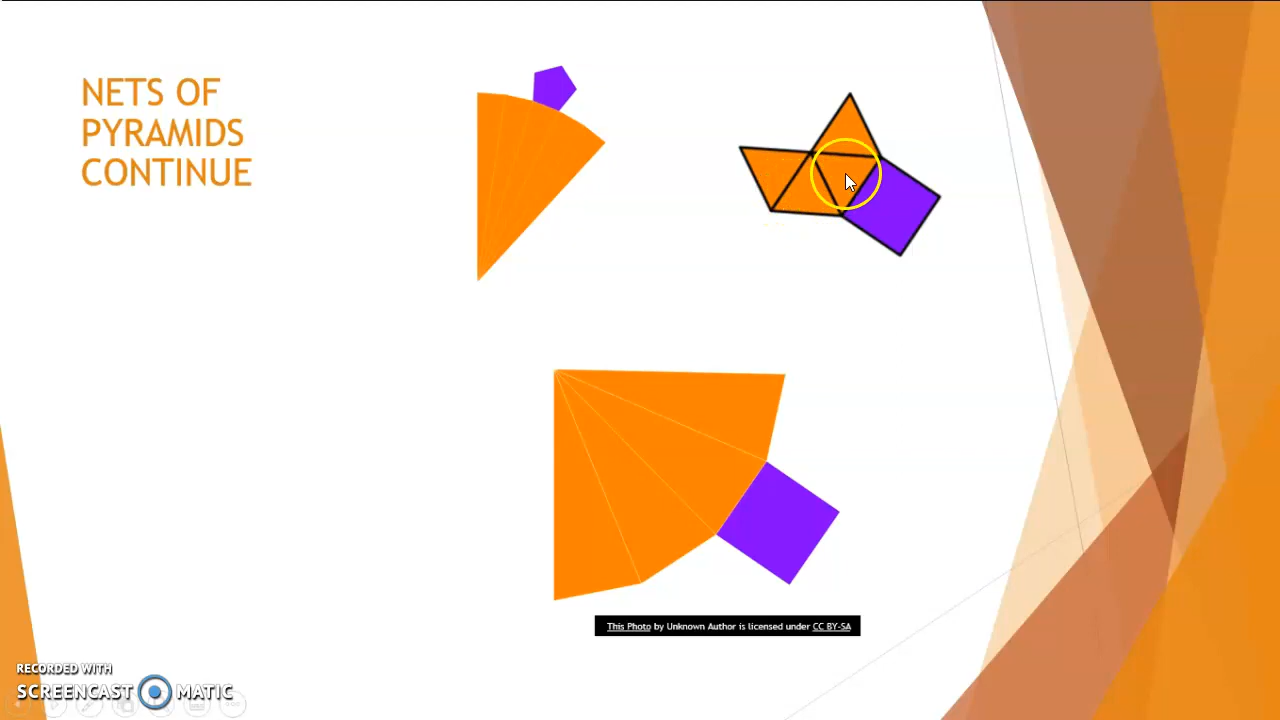 NETS OF
PYRAMIDS
CONTINUE
This Photo by Unknown Author is licensed under CC BY-SA
RECORDED WITH
SCREENCAST MATIC